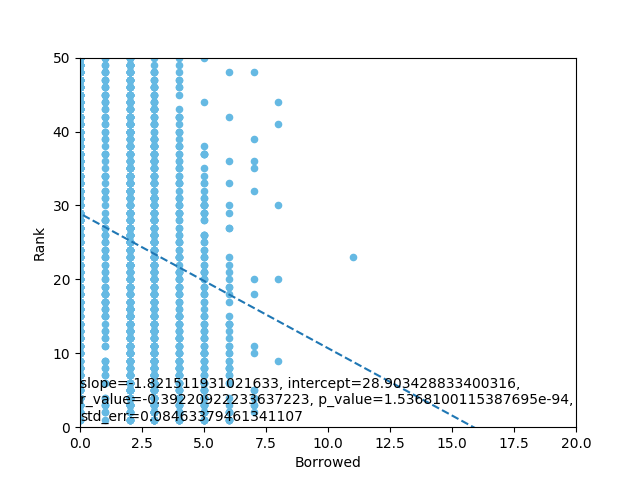 50
40
30
20
10
0
Rank
slope=-1.821511931021633, intercept=28.903428833400316,
r_value=-0.39220922233637223, p_value=1.5368100115387695e-94,
std_err=0.08463379461341107
0.0 2.5 5.0 7.5 10.0 12.5 15.0 17.5 20.0
Borrowed